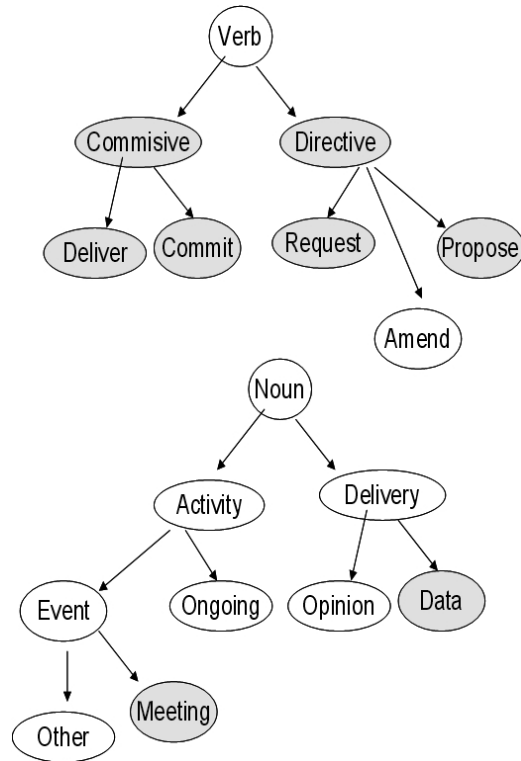 Verb
Commisive
Directive
Deliver
Commit
Request
Propose
Amend
Noun
Activity
Delivery
Event
Ongoing
Opinion
Data
Meeting
Other